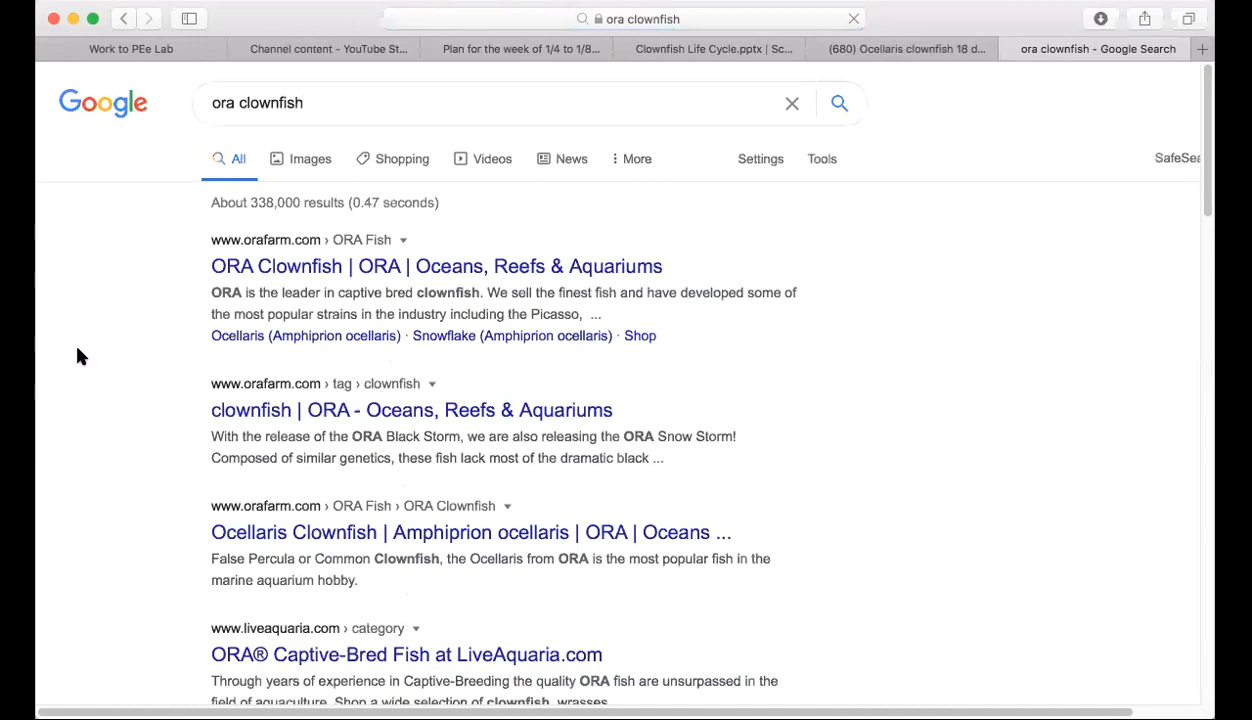 ora clownfish
Work to PEe Lab
Channel content - YouTube St...
Plan for the week of 1/4 to 1/8...
Clownfish Life Cycle.pptx | Sc...
(680) Ocellaris clownfish 18 d...
ora clownfish - Google Search
Google
ora clownfish
All
Images
Shopping
Videos
News
More
Settings
Tools
SafeSea
About 338,000 results (0.47 seconds)
www.orafarm.com › ORA Fish
ORA Clownfish | ORA | Oceans, Reefs & Aquariums
ORA is the leader in captive bred clownfish. We sell the finest fish and have developed some of
the most popular strains in the industry including the Picasso, ...
Ocellaris (Amphiprion ocellaris) · Snowflake (Amphiprion ocellaris) · Shop
www.orafarm.com › tag › clownfish
clownfish | ORA - Oceans, Reefs & Aquariums
With the release of the ORA Black Storm, we are also releasing the ORA Snow Storm!
Composed of similar genetics, these fish lack most of the dramatic black ...
www.orafarm.com › ORA Fish › ORA Clownfish
Ocellaris Clownfish | Amphiprion ocellaris | ORA | Oceans ...
False Percula or Common Clownfish, the Ocellaris from ORA is the most popular fish in the
marine aquarium hobby.
www.liveaquaria.com › category
ORA® Captive-Bred Fish at LiveAquaria.com
Through years of experience in Captive-Breeding the quality ORA fish are unsurpassed in the
field of aquaculture. Shop a wide selection of clownfish, wrasses